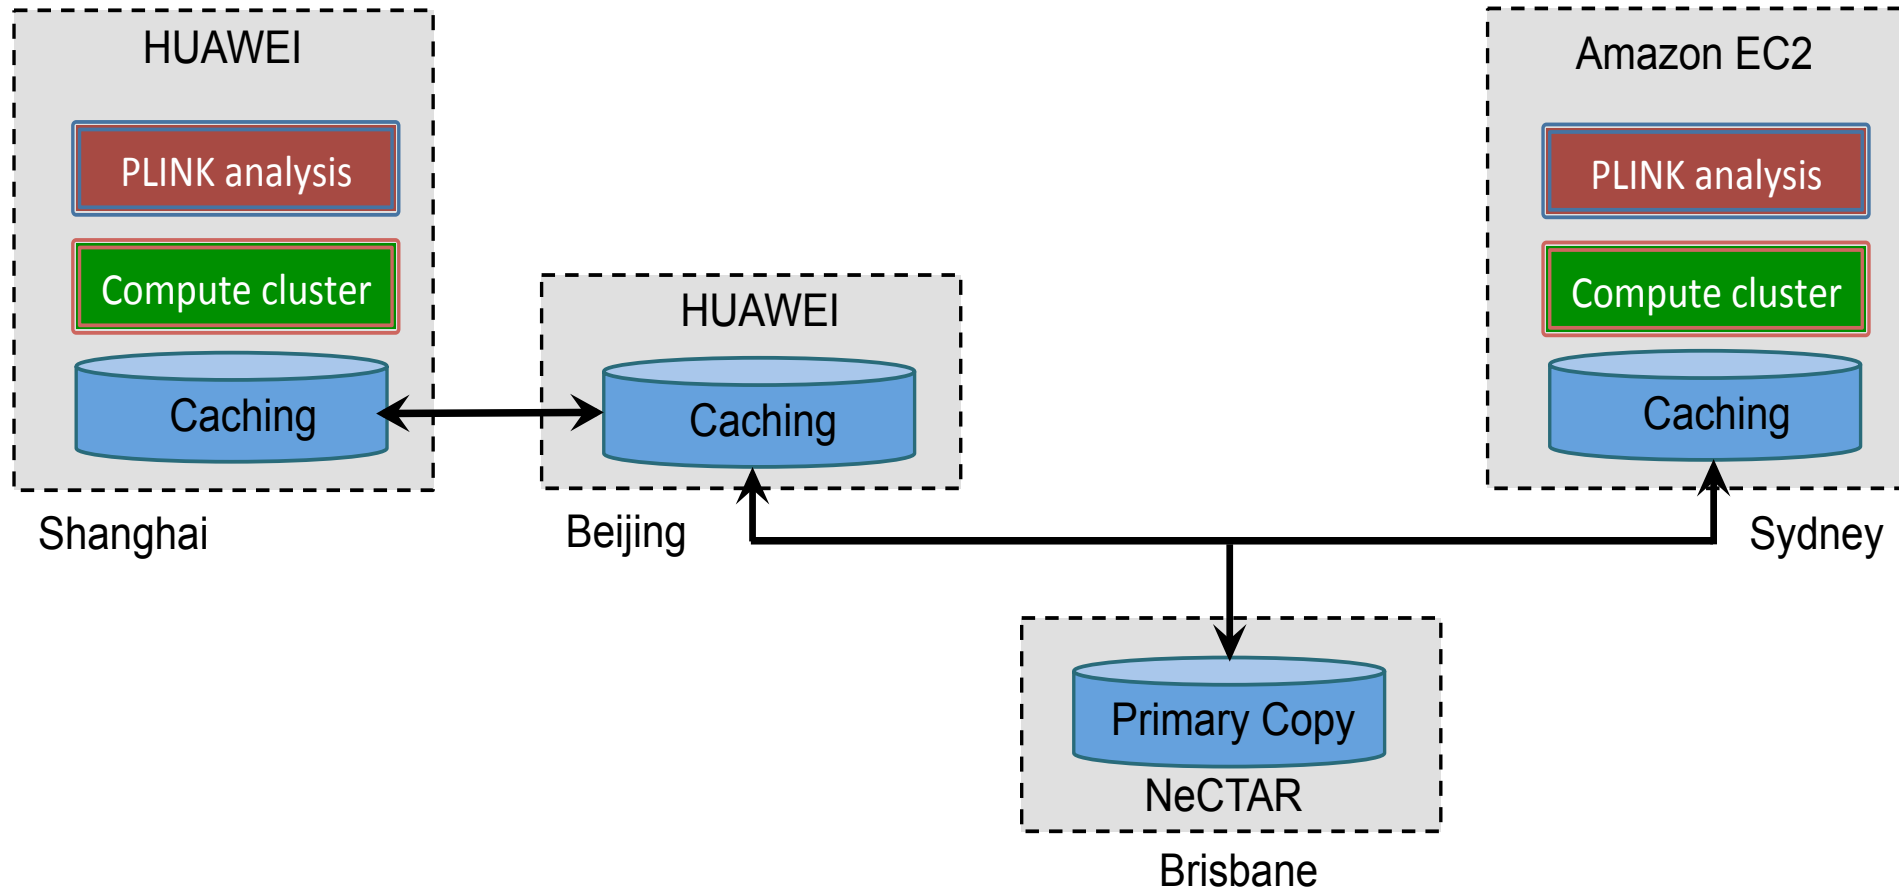 HUAWEI
PLINK analysis
Compute cluster
Caching
Shanghai
HUAWEI
Caching
Beijing
Amazon EC2
PLINK analysis
Compute cluster
Caching
Sydney
Primary Copy
NeCTAR
Brisbane